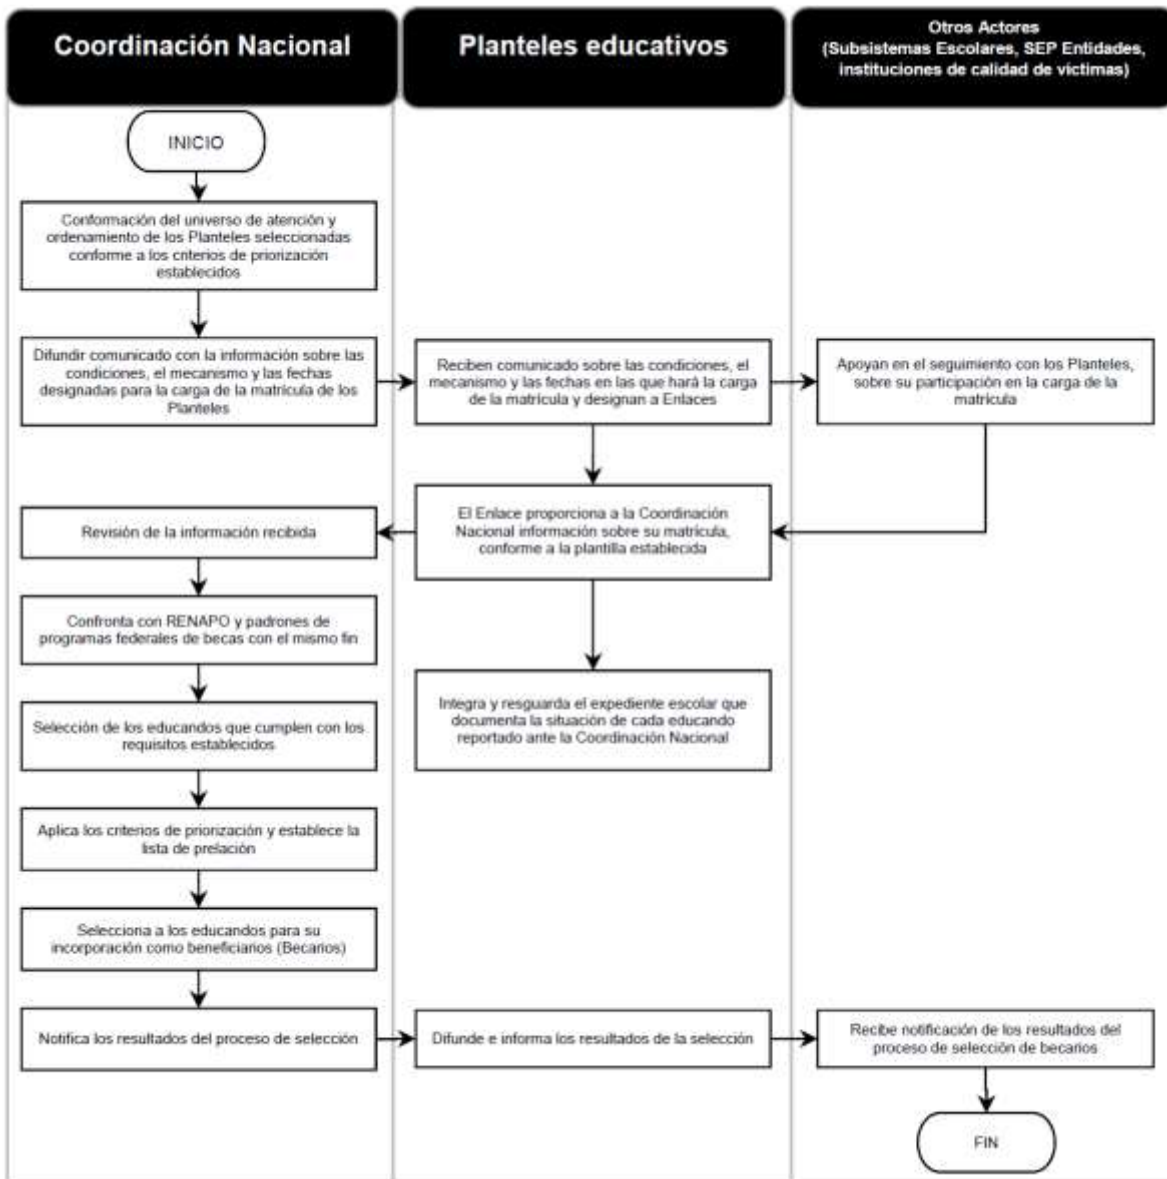 Coordinación Nacional
Planteles educativos
Otros Actores
(Subsistemas Escolares, SEP Entidades,
instituciones de calidad de víctimas)
INICIO
Conformación del universo de atención y
ordenamiento de los Planteles seleccionadas
conforme a los criterios de priorización
establecidos
Difundir comunicado con la información sobre las
condiciones, el mecanismo y las fechas
designadas para la carga de la matrícula de los
Planteles
Reciben comunicado sobre las condiciones, el
mecanismo y las fechas en las que hará la carga
de la matrícula y designan a Enlaces
Apoyan en el seguimiento con los Planteles,
sobre su participación en la carga de la
matrícula
El Enlace proporciona a la Coordinación
Nacional información sobre su matrícula,
conforme a la plantilla establecida
Revisión de la información recibida
Confronta con RENAPO y padrones de
programas federales de becas con el mismo fin
Integra y resguarda el expediente escolar que
documenta la situación de cada educando
reportado ante la Coordinación Nacional
Selección de los educandos que cumplen con los
requisitos establecidos
Aplica los criterios de priorización y establece la
lista de prelación
Selecciona a los educandos para su
incorporación como beneficiarios (Becarios)
Notifica los resultados del proceso de selección
Difunde e informa los resultados de la selección
Recibe notificación de los resultados del
proceso de selección de becarios
FIN